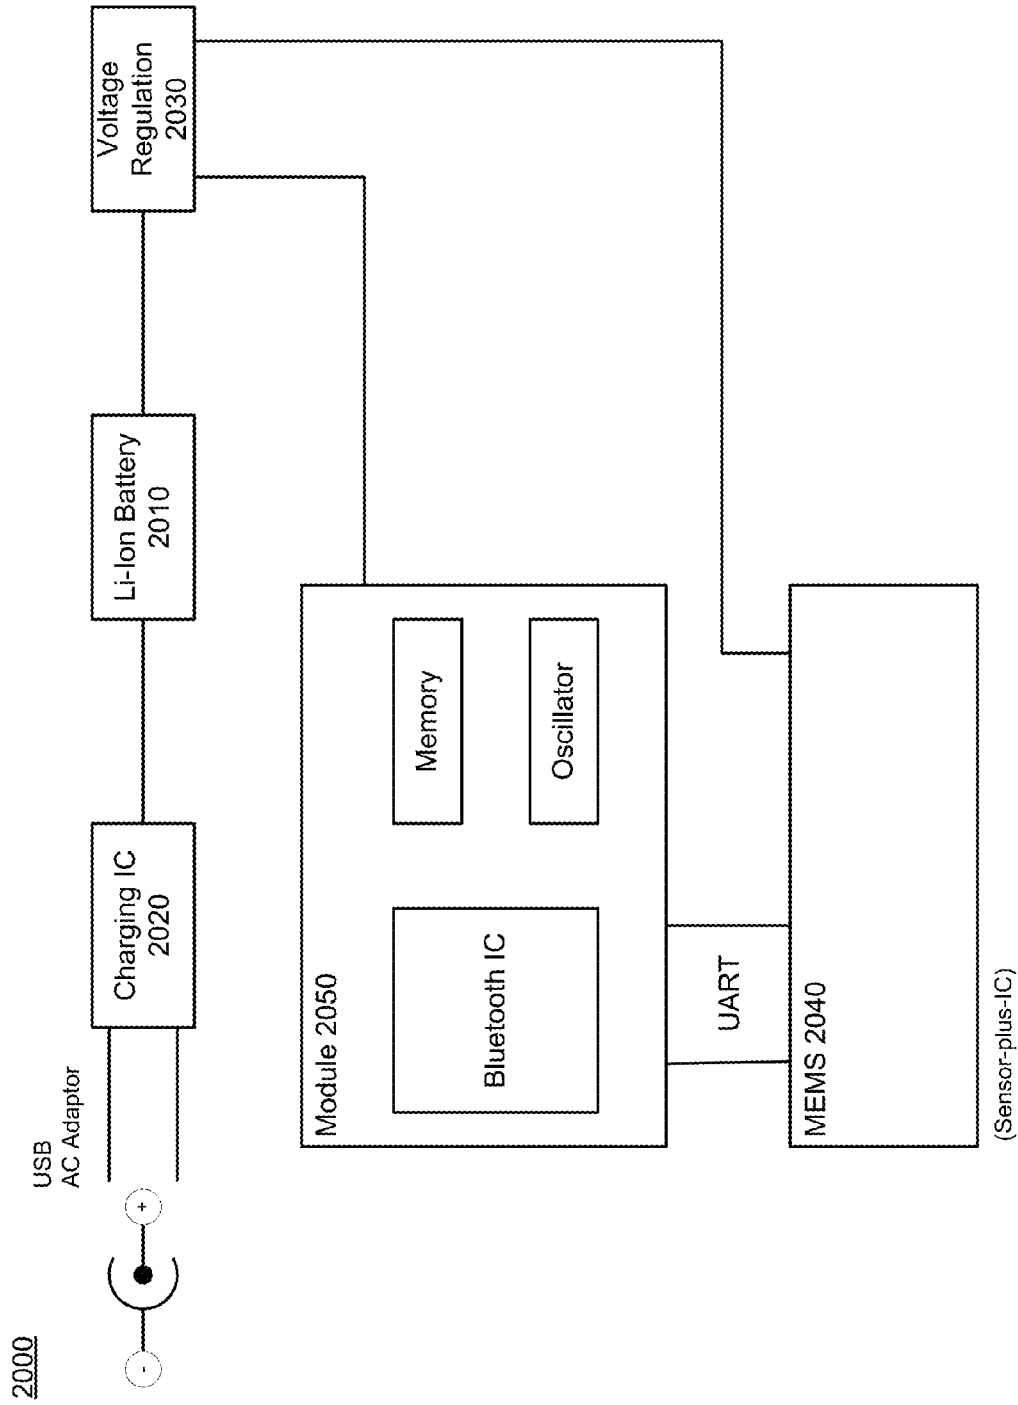 2000
USB
AC Adaptor
-
+
Charging IC
2020
Li-Ion Battery
2010
Voltage
Regulation
2030
Module 2050
Bluetooth IC
Memory
Oscillator
UART
MEMS 2040
(Sensor-plus-IC)